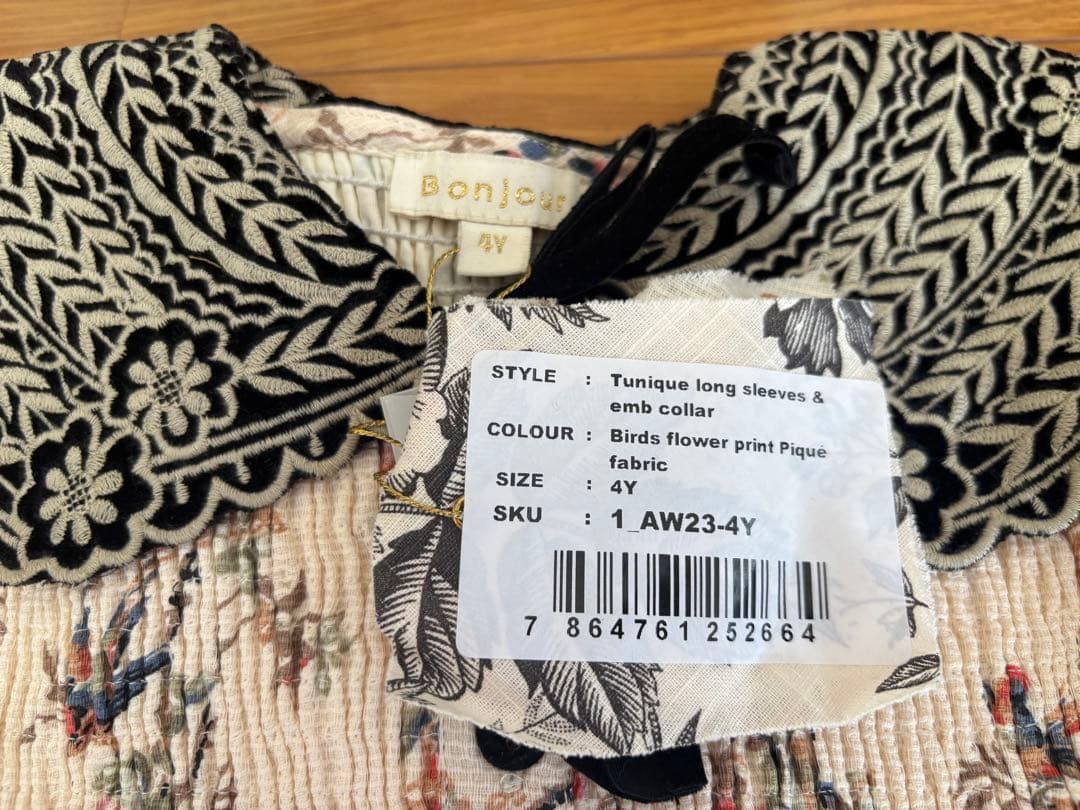 Bonjour
4Y
STYLE : Tunique long sleeves &
emb collar
COLOUR : Birds flower print Piqué
fabric
SIZE : 4Y
SKU : 1_AW23-4Y
7 864761 252664